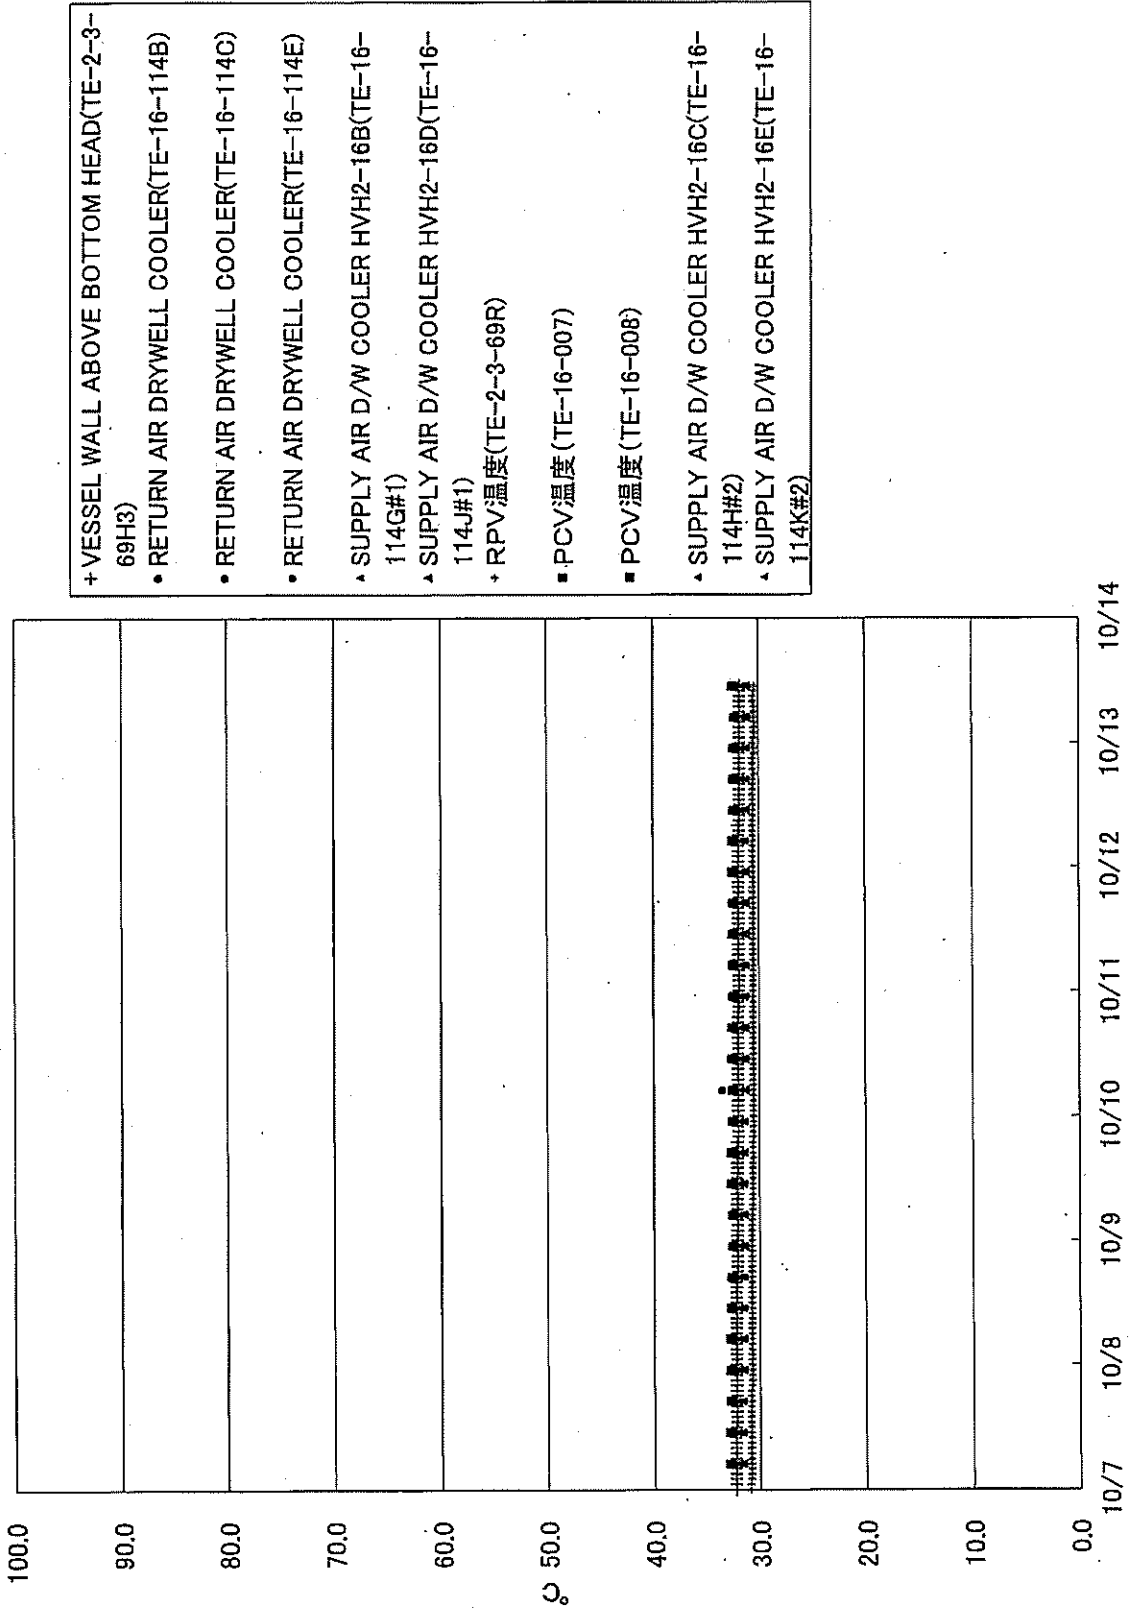 100.0
90.0
80.0
70.0
60.0
50.0
40.0
30.0
20.0
10.0
0.0
℃
10/7
10/8
10/9
10/10
10/11
10/12
10/13
10/14
+ VESSEL WALL ABOVE BOTTOM HEAD(TE-2-3-
69H3)
• RETURN AIR DRYWELL COOLER(TE-16-114B)
• RETURN AIR DRYWELL COOLER(TE-16-114C)
• RETURN AIR DRYWELL COOLER(TE-16-114E)
▲ SUPPLY AIR D/W COOLER HVH2-16B(TE-16-
114G#1)
▲ SUPPLY AIR D/W COOLER HVH2-16D(TE-16-
114J#1)
+ RPV温度(TE-2-3-69R)
■ PCV温度(TE-16-007)
■ PCV温度(TE-16-008)
▲ SUPPLY AIR D/W COOLER HVH2-16C(TE-16-
114H#2)
▲ SUPPLY AIR D/W COOLER HVH2-16E(TE-16-
114K#2)